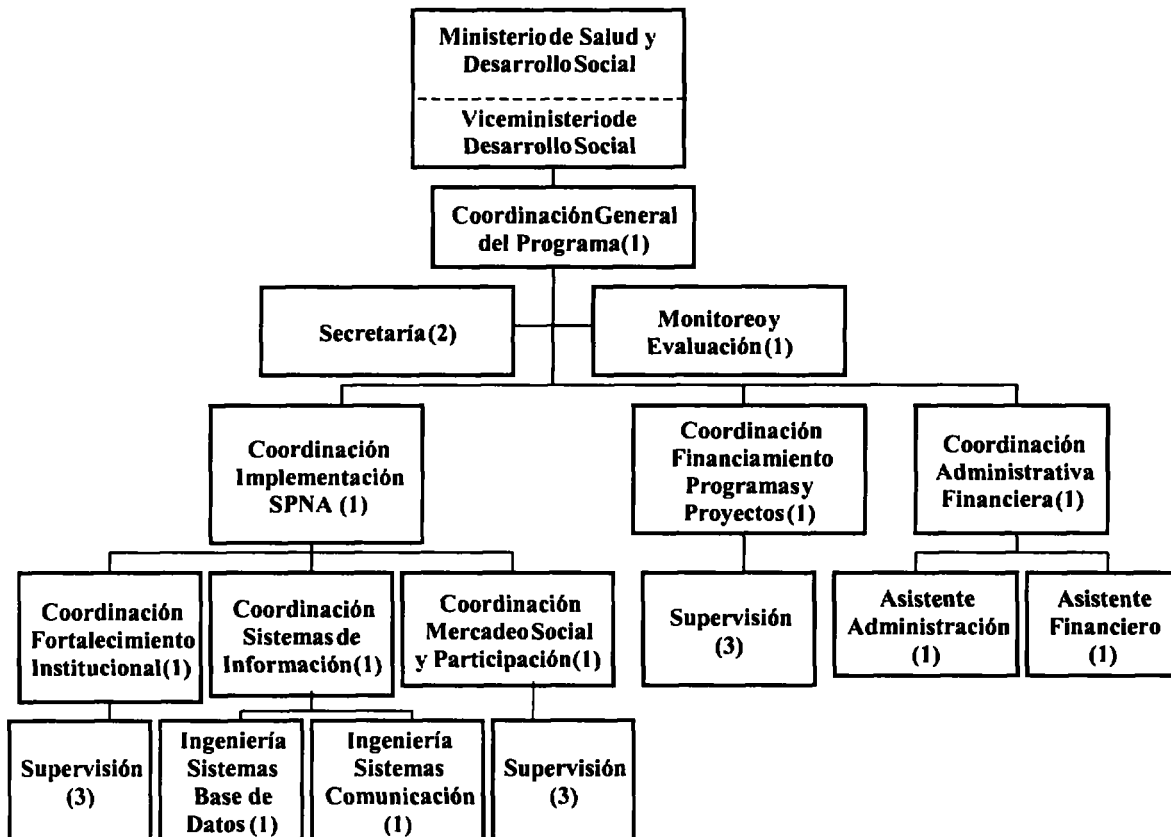 Ministerio de Salud y
Desarrollo Social
Viceministerio de
Desarrollo Social
Coordinación General
del Programa (1)
Secretaría (2)
Monitoreo y
Evaluación (1)
Coordinación
Implementación
SPNA (1)
Coordinación
Financiamiento
Programas y
Proyectos (1)
Coordinación
Administrativa
Financiera (1)
Coordinación
Fortalecimiento
Institucional (1)
Coordinación
Sistemas de
Información (1)
Coordinación
Mercadeo Social
y Participación (1)
Supervisión
(3)
Asistente
Administración
(1)
Asistente
Financiero
(1)
Supervisión
(3)
Ingeniería
Sistemas
Base de
Datos (1)
Ingeniería
Sistemas
Comunicación
(1)
Supervisión
(3)